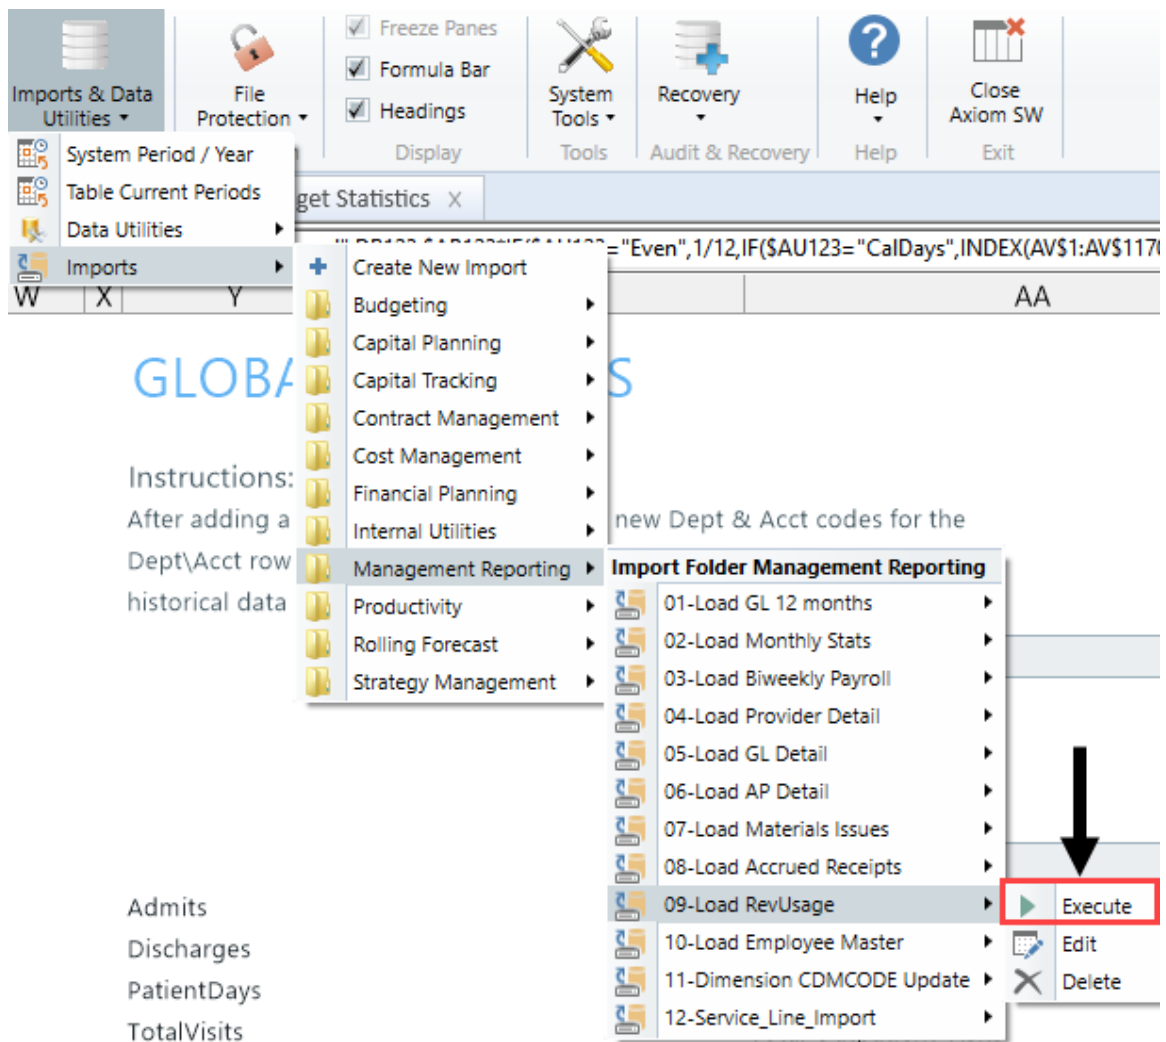 Imports & Data
Utilities
File
Protection
Freeze Panes
Formula Bar
Headings
Display
System
Tools
Tools
Recovery
Audit & Recovery
Help
Help
Close
Axiom SW
Exit
System Period / Year
Table Current Periods
Data Utilities
Imports
get Statistics X
="Even",1/12,IF($AU123="CalDays",INDEX(AV$1:AV$1170
W X Y AA
Create New Import
Budgeting
Capital Planning
Capital Tracking
Contract Management
Cost Management
Financial Planning
Internal Utilities
Management Reporting
Productivity
Rolling Forecast
Strategy Management
GLOBA S
Instructions:
After adding a new Dept & Acct codes for the
Dept\Acct row
historical data
Import Folder Management Reporting
01-Load GL 12 months
02-Load Monthly Stats
03-Load Biweekly Payroll
04-Load Provider Detail
05-Load GL Detail
06-Load AP Detail
07-Load Materials Issues
08-Load Accrued Receipts
09-Load RevUsage
10-Load Employee Master
11-Dimension CDMCODE Update
12-Service_Line_Import
Execute
Edit
Delete
Admits
Discharges
PatientDays
TotalVisits